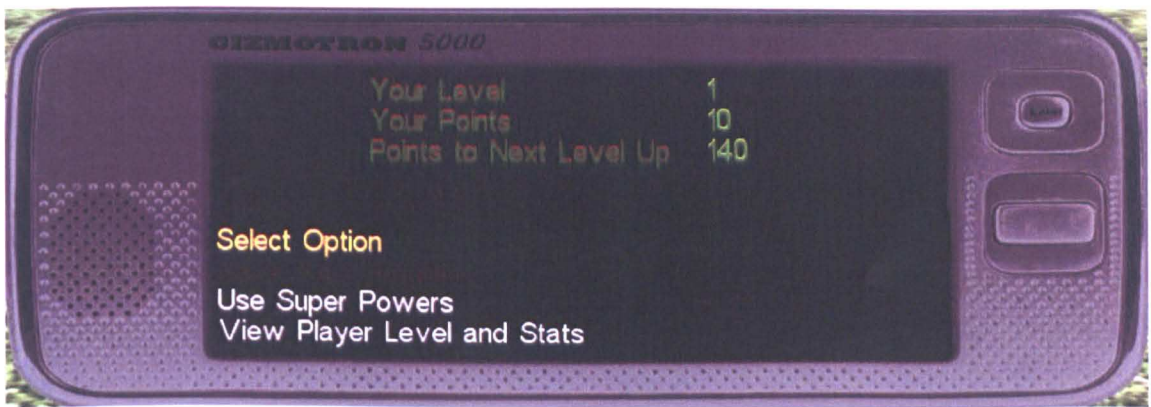 GIZMOTRON 5000
Your Level 1
Your Points 10
Points to Next Level Up 140
Select Option
Use Super Powers
View Player Level and Stats